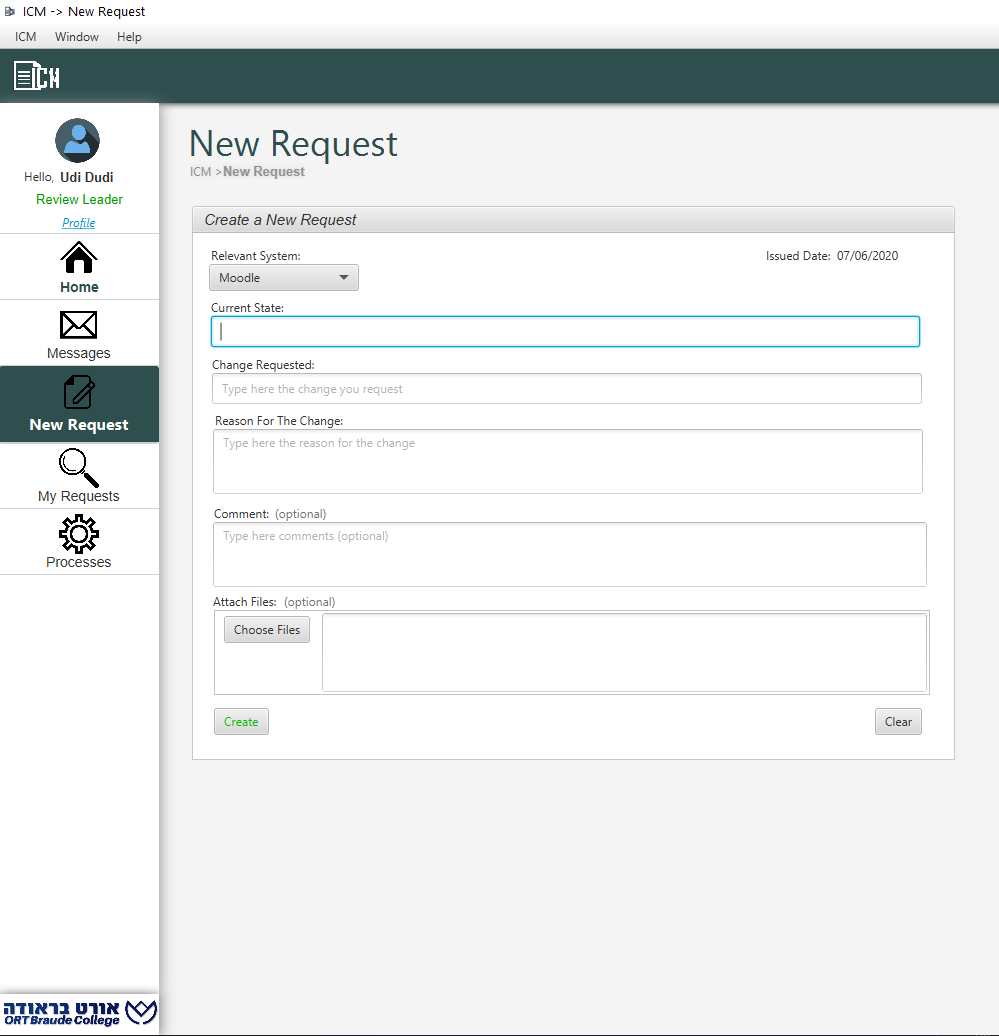 ICM -> New Request
ICM Window Help
ICM
Hello, Udi Dudi
Review Leader
Profile
Home
Messages
New Request
My Requests
Processes
אורט בראודה
ORT Braude College
New Request
ICM >New Request
Create a New Request
Relevant System:
Issued Date: 07/06/2020
Moodle
Current State:
Change Requested:
Type here the change you request
Reason For The Change:
Type here the reason for the change
Comment: (optional)
Type here comments (optional)
Attach Files: (optional)
Choose Files
Create
Clear